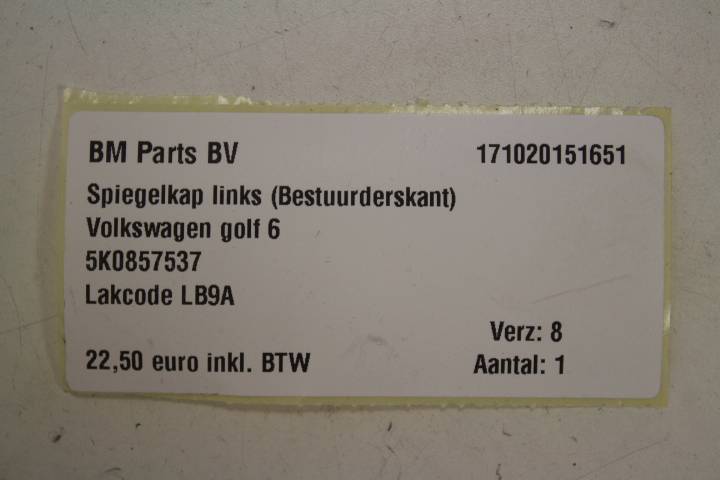 BM Parts BV 171020151651
Spiegelkap links (Bestuurderskant)
Volkswagen golf 6
5K0857537
Lakcode LB9A
Verz: 8
22,50 euro inkl. BTW Aantal: 1